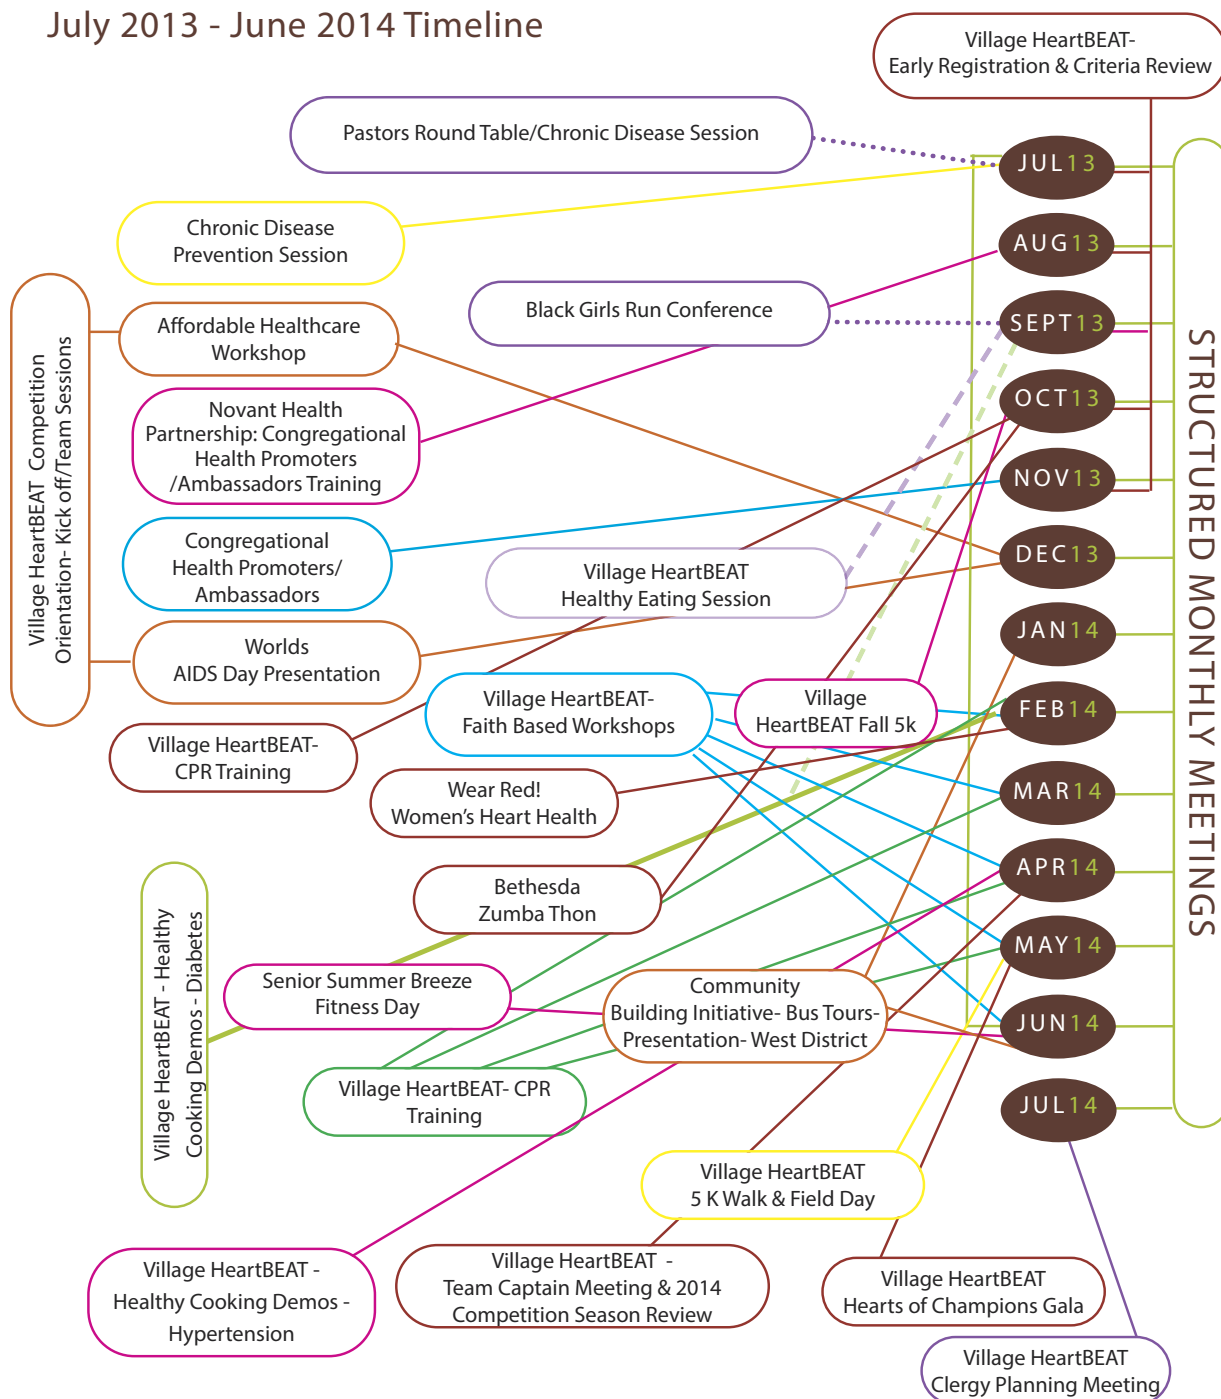 July 2013 - June 2014 Timeline
Village HeartBEAT-
Early Registration & Criteria Review
Pastors Round Table/Chronic Disease Session
JUL13
Chronic Disease
Prevention Session
AUG13
Black Girls Run Conference
SEPT13
Affordable Healthcare
Workshop
OCT13
Novant Health
Partnership: Congregational
Health Promoters
/Ambassadors Training
NOV13
Village HeartBEAT Competition
Orientation- Kick off/Team Sessions
STRUCTURED MONTHLY MEETINGS
Congregational
Health Promoters/
Ambassadors
DEC13
Village HeartBEAT
Healthy Eating Session
JAN14
Worlds
AIDS Day Presentation
Village HeartBEAT-
Faith Based Workshops
Village
HeartBEAT Fall 5k
FEB14
Village HeartBEAT-
CPR Training
Wear Red!
Women's Heart Health
MAR14
APR14
Bethesda
Zumba Thon
MAY14
Village HeartBEAT - Healthy
Cooking Demos - Diabetes
Senior Summer Breeze
Fitness Day
Community
Building Initiative- Bus Tours-
Presentation- West District
JUN14
Village HeartBEAT- CPR
Training
JUL14
Village HeartBEAT
5 K Walk & Field Day
Village HeartBEAT -
Healthy Cooking Demos -
Hypertension
Village HeartBEAT -
Team Captain Meeting & 2014
Competition Season Review
Village HeartBEAT
Hearts of Champions Gala
Village HeartBEAT
Clergy Planning Meeting